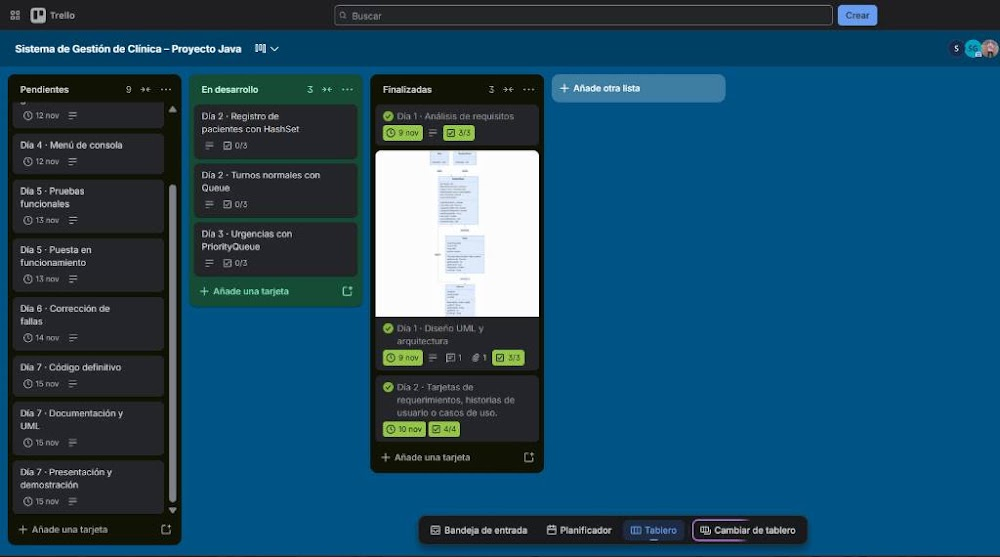 Trello
Buscar
Crear
Sistema de Gestión de Clínica – Proyecto Java
S
SG
Pendientes 9
12 nov
Día 4 · Menú de consola
12 nov
Día 5 · Pruebas
funcionales
13 nov
Día 5 · Puesta en
funcionamiento
13 nov
Día 6 · Corrección de
fallas
14 nov
Día 7 · Código definitivo
15 nov
Día 7 · Documentación y
UML
15 nov
Día 7 · Presentación y
demostración
15 nov
+ Añade una tarjeta
En desarrollo 3
Día 2 · Registro de
pacientes con HashSet
0/3
Día 2 · Turnos normales con
Queue
0/3
Día 3 · Urgencias con
PriorityQueue
0/3
+ Añade una tarjeta
Finalizadas 3
Día 1 · Análisis de requisitos
9 nov 3/3
Día 1 · Diseño UML y
arquitectura
9 nov 1 1 3/3
Día 2 · Tarjetas de
requerimientos, historias de
usuario o casos de uso.
10 nov 4/4
+ Añade una tarjeta
+ Añade otra lista
Bandeja de entrada
Planificador
Tablero
Cambiar de tablero